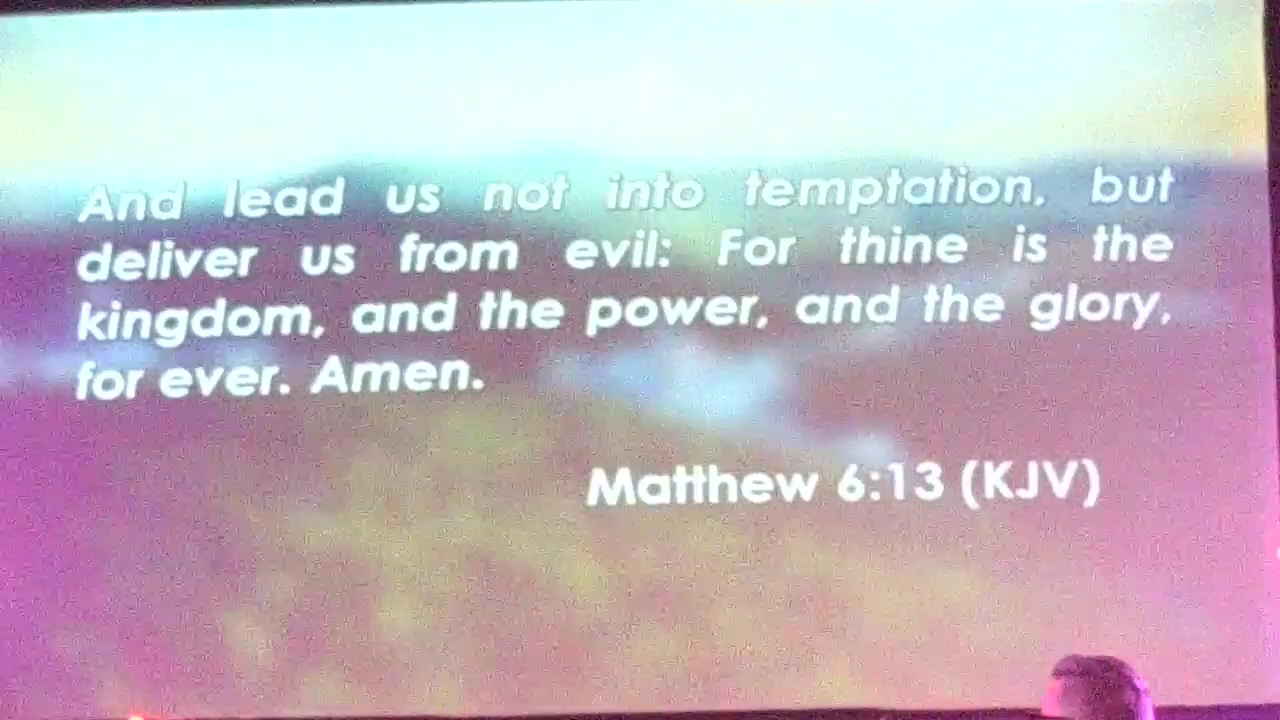 And lead us not into temptation, but
deliver us from evil: For thine is the
kingdom, and the power, and the glory,
for ever. Amen.
Matthew 6:13 (KJV)